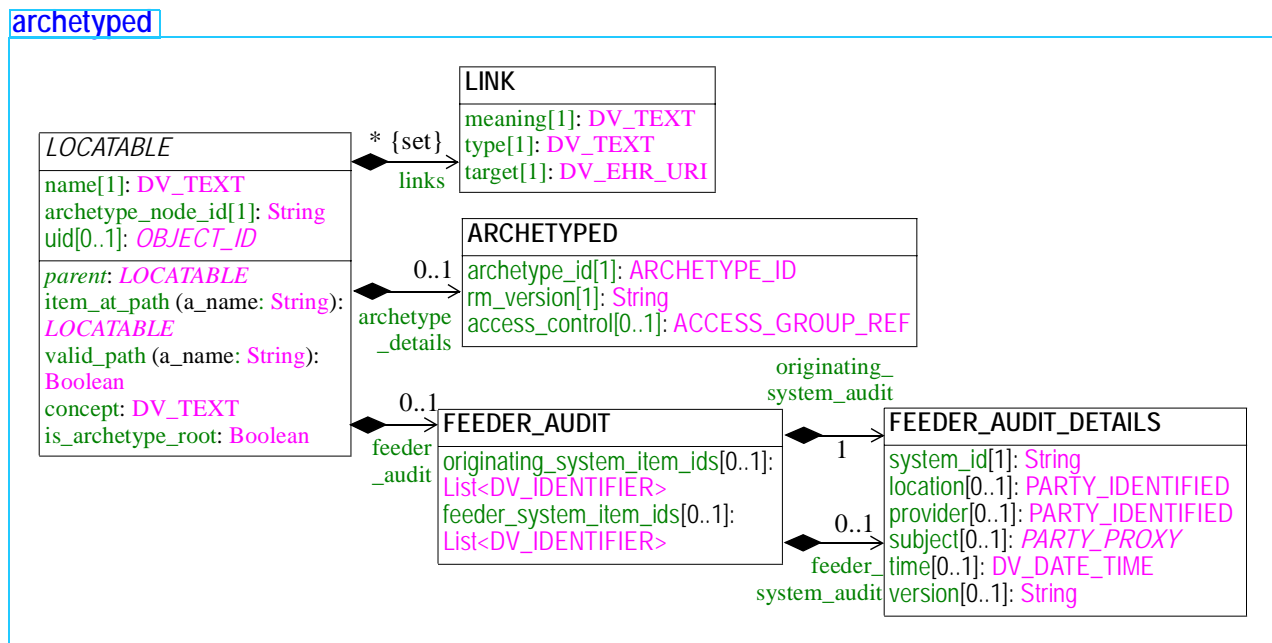 archetyped
LINK
meaning[1]: DV_TEXT
type[1]: DV_TEXT
target[1]: DV_EHR_URI
* {set}
links
LOCATABLE
name[1]: DV_TEXT
archetype_node_id[1]: String
uid[0..1]: OBJECT_ID
parent: LOCATABLE
item_at_path (a_name: String):
LOCATABLE
valid_path (a_name: String):
Boolean
concept: DV_TEXT
is_archetype_root: Boolean
0..1
archetype
_details
ARCHETYPED
archetype_id[1]: ARCHETYPE_ID
rm_version[1]: String
access_control[0..1]: ACCESS_GROUP_REF
0..1
feeder
_audit
FEEDER_AUDIT
originating_system_item_ids[0..1]:
List<DV_IDENTIFIER>
feeder_system_item_ids[0..1]:
List<DV_IDENTIFIER>
originating_
system_audit
1
0..1
feeder_
system_audit
FEEDER_AUDIT_DETAILS
system_id[1]: String
location[0..1]: PARTY_IDENTIFIED
provider[0..1]: PARTY_IDENTIFIED
subject[0..1]: PARTY_PROXY
time[0..1]: DV_DATE_TIME
version[0..1]: String